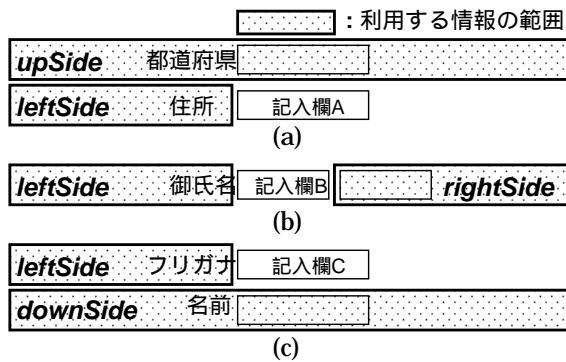 ：利用する情報の範囲
upSide 都道府県
leftSide 住所 記入欄A
(a)
leftSide 御氏名 記入欄B rightSide
(b)
leftSide フリガナ 記入欄C
downSide 名前
(c)